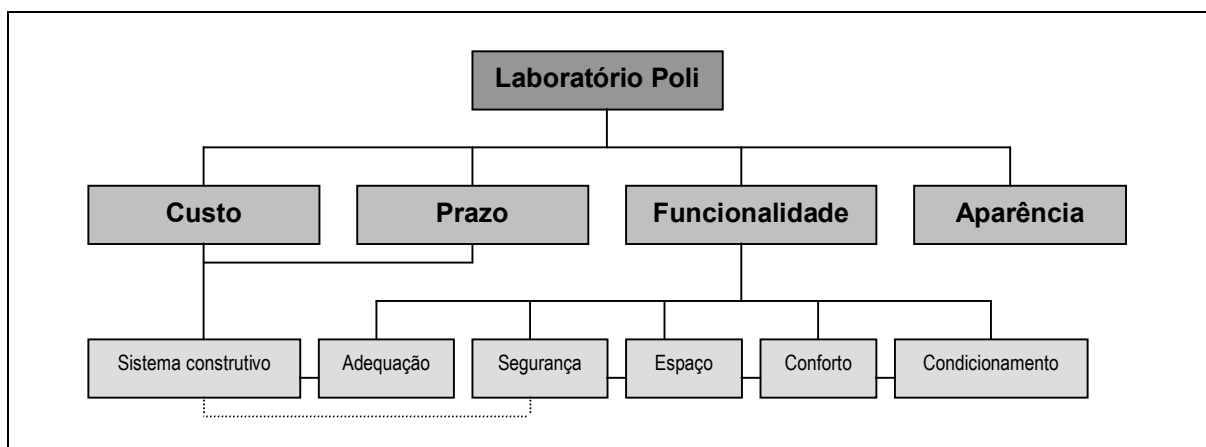 Laboratório Poli
Custo
Prazo
Funcionalidade
Aparência
Sistema construtivo
Adequação
Segurança
Espaço
Conforto
Condicionamento